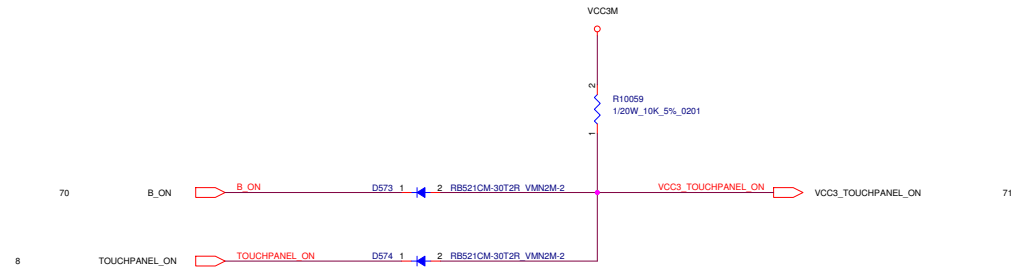 VCC3M
2
R10059
1/20W_10K_5%_0201
1
70 B_ON B_ON D573 1 2 RB521CM-30T2R_VMN2M-2 VCC3_TOUCHPANEL_ON VCC3_TOUCHPANEL_ON 71
8 TOUCHPANEL_ON TOUCHPANEL_ON D574 1 2 RB521CM-30T2R_VMN2M-2